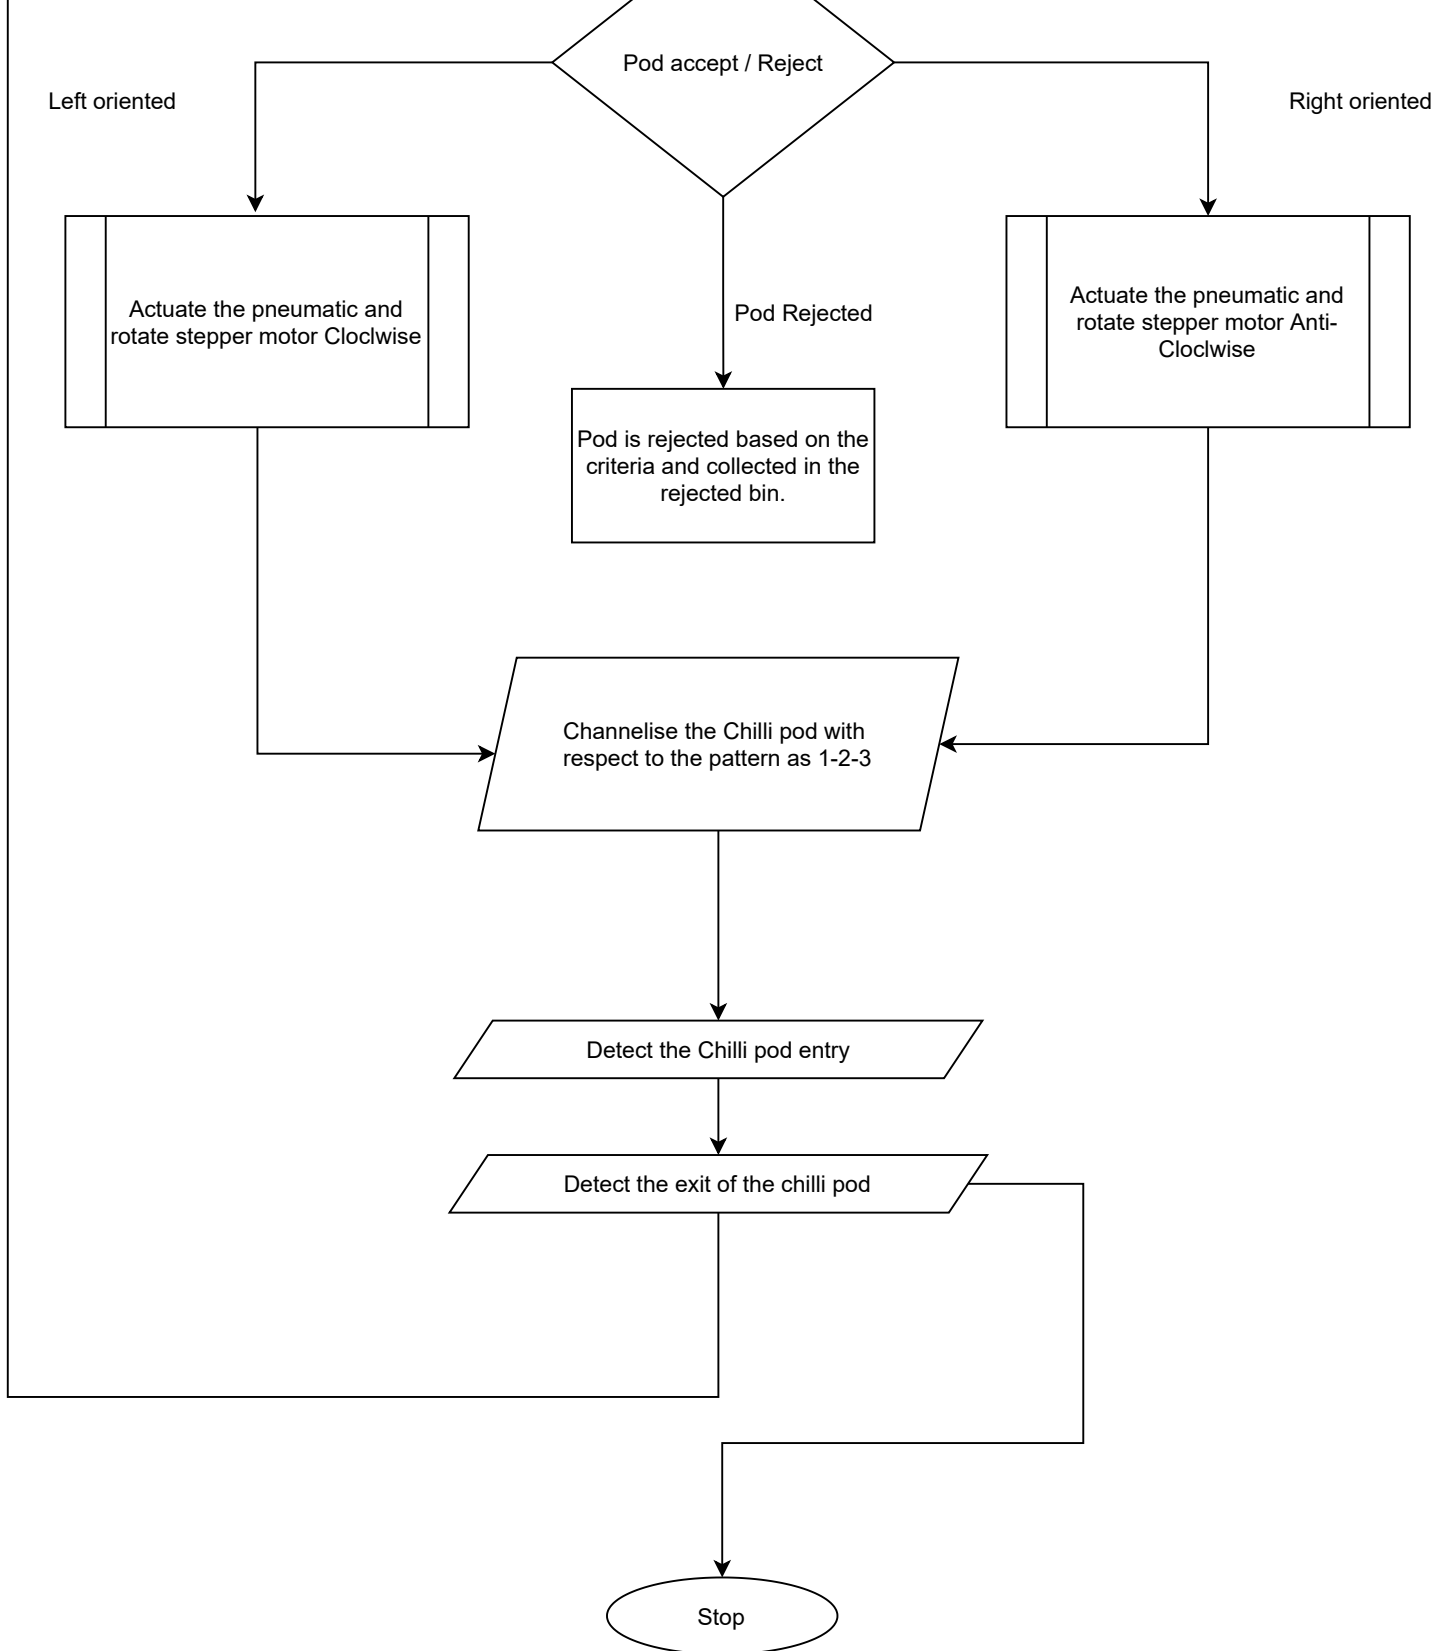 Pod accept / Reject
Left oriented
Right oriented
Actuate the pneumatic and
rotate stepper motor Cloclwise
Pod Rejected
Actuate the pneumatic and
rotate stepper motor Anti-
Cloclwise
Pod is rejected based on the
criteria and collected in the
rejected bin.
Channelise the Chilli pod with
respect to the pattern as 1-2-3
Detect the Chilli pod entry
Detect the exit of the chilli pod
Stop